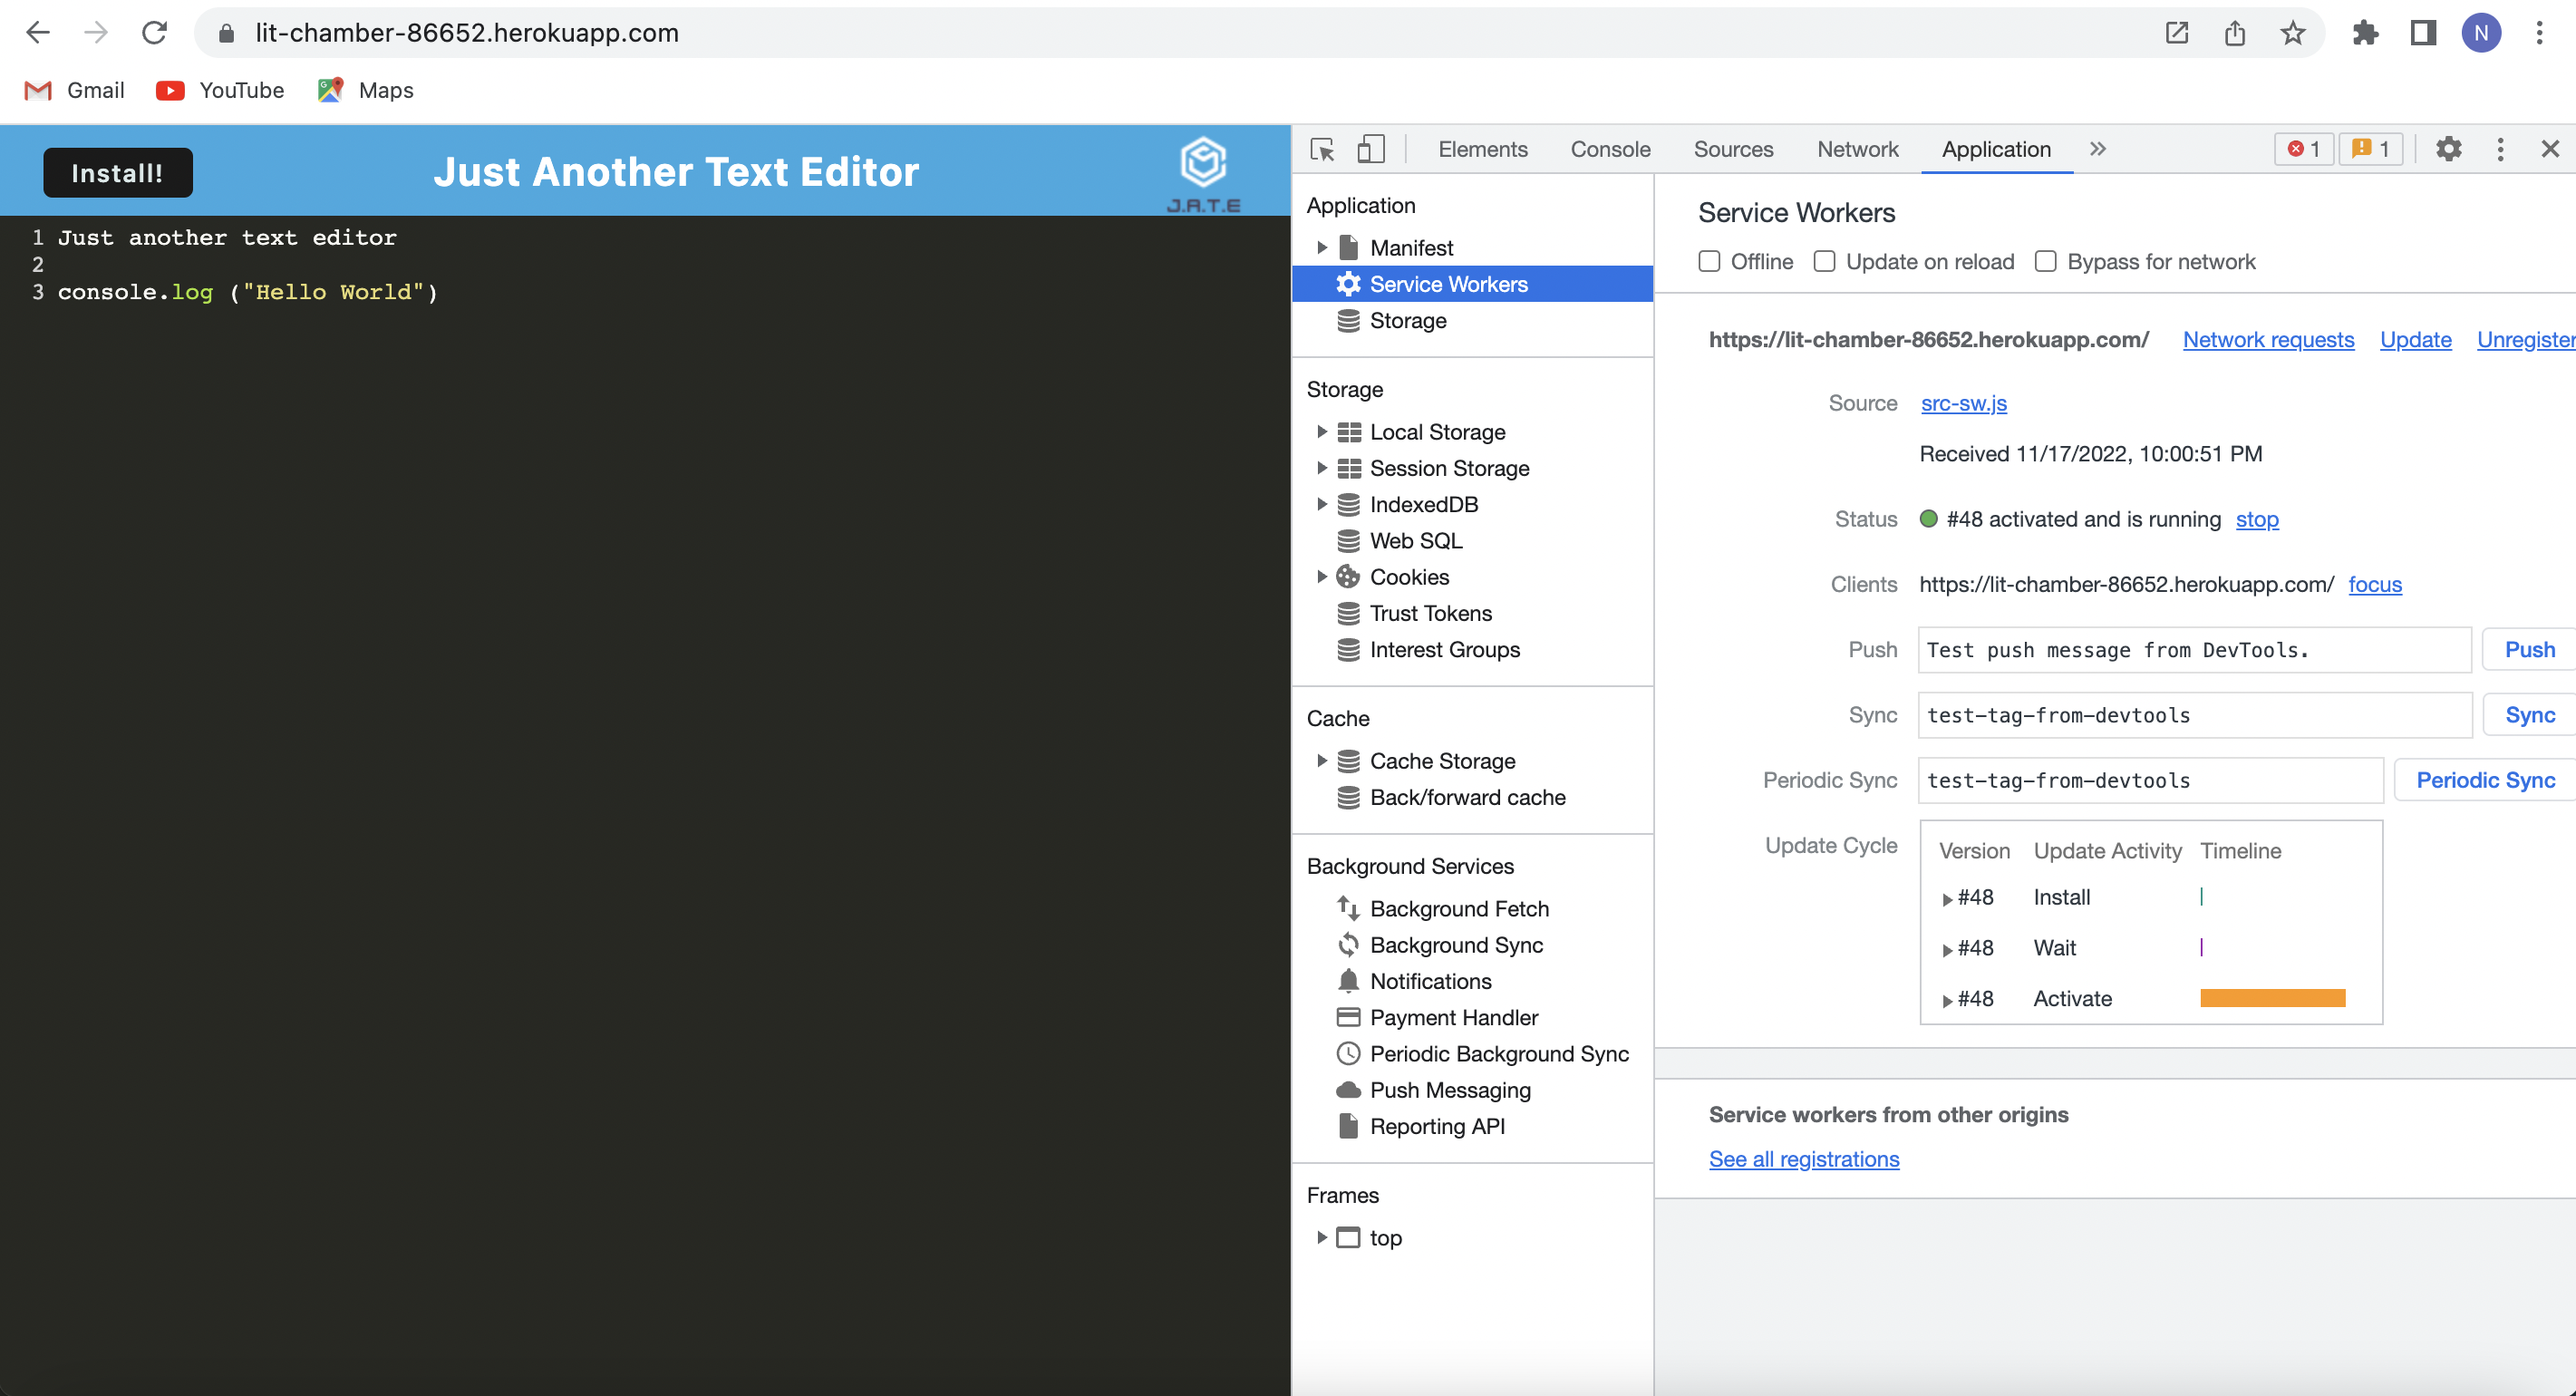 lit-chamber-86652.herokuapp.com
N
Gmail YouTube Maps
Install! Just Another Text Editor J.A.T.E
1 Just another text editor
2
3 console.log ("Hello World")
Elements Console Sources Network Application » 1 1
Application
Manifest
Service Workers
Storage
Storage
Local Storage
Session Storage
IndexedDB
Web SQL
Cookies
Trust Tokens
Interest Groups
Cache
Cache Storage
Back/forward cache
Background Services
Background Fetch
Background Sync
Notifications
Payment Handler
Periodic Background Sync
Push Messaging
Reporting API
Frames
top
Service Workers
Offline Update on reload Bypass for network
https://lit-chamber-86652.herokuapp.com/ Network requests Update Unregister
Source src-sw.js
Received 11/17/2022, 10:00:51 PM
Status #48 activated and is running stop
Clients https://lit-chamber-86652.herokuapp.com/ focus
Push Test push message from DevTools. Push
Sync test-tag-from-devtools Sync
Periodic Sync test-tag-from-devtools Periodic Sync
Update Cycle
Version Update Activity Timeline
#48 Install
#48 Wait
#48 Activate
Service workers from other origins
See all registrations